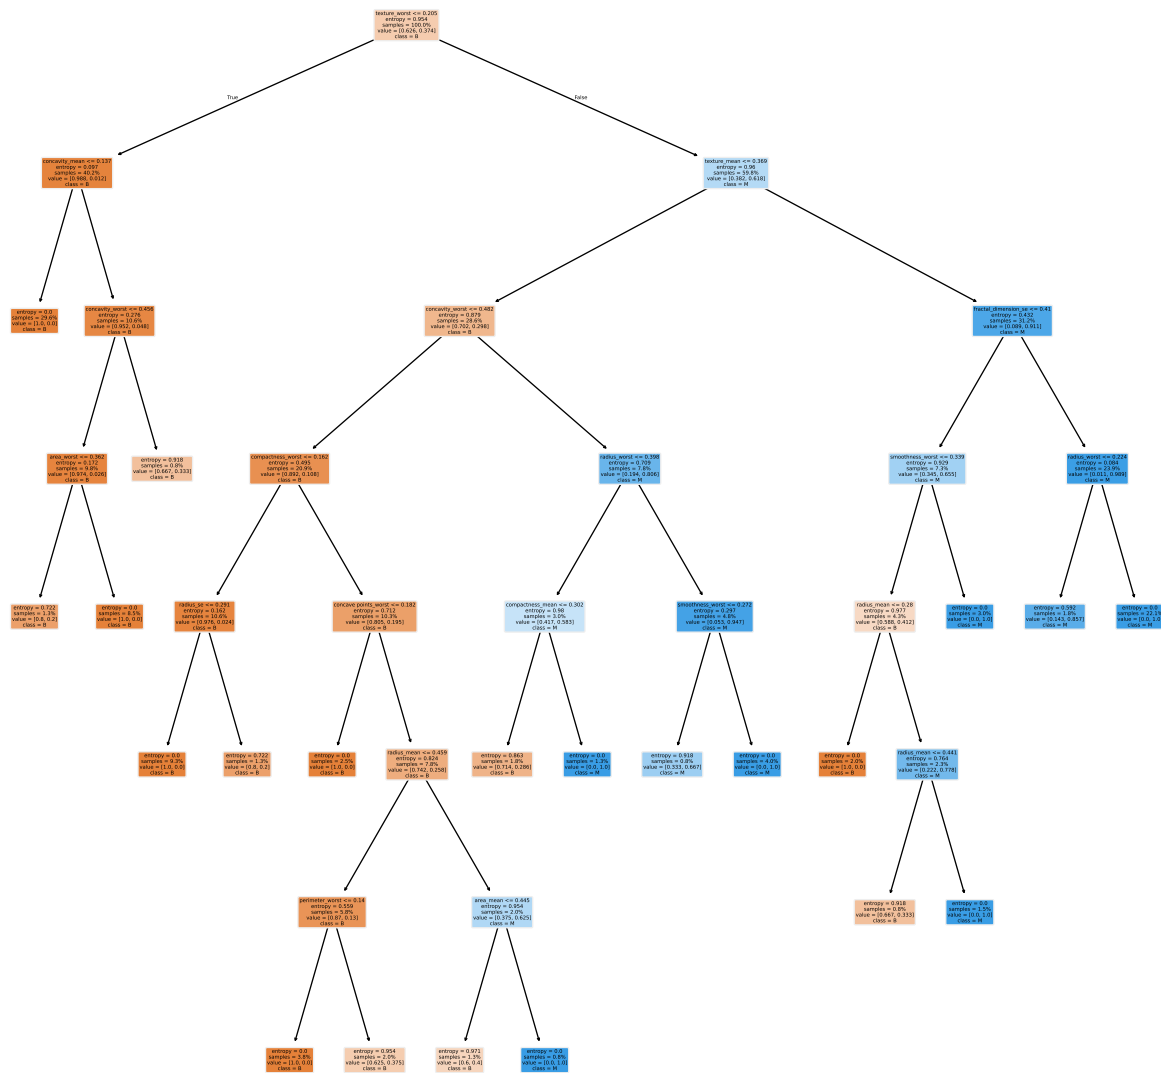 texture_worst <= 0.205
entropy = 0.954
samples = 100.0%
value = [0.626, 0.374]
class = B
True
False
concavity_mean <= 0.137
entropy = 0.097
samples = 40.2%
value = [0.988, 0.012]
class = B
texture_mean <= 0.369
entropy = 0.96
samples = 59.8%
value = [0.382, 0.618]
class = M
entropy = 0.0
samples = 29.6%
value = [1.0, 0.0]
class = B
concavity_worst <= 0.456
entropy = 0.276
samples = 10.6%
value = [0.952, 0.048]
class = B
concavity_worst <= 0.482
entropy = 0.879
samples = 28.6%
value = [0.702, 0.298]
class = B
fractal_dimension_se <= 0.41
entropy = 0.432
samples = 31.2%
value = [0.089, 0.911]
class = M
area_worst <= 0.362
entropy = 0.172
samples = 9.8%
value = [0.974, 0.026]
class = B
entropy = 0.918
samples = 0.8%
value = [0.667, 0.333]
class = B
compactness_worst <= 0.162
entropy = 0.495
samples = 20.9%
value = [0.892, 0.108]
class = B
radius_worst <= 0.398
entropy = 0.709
samples = 7.8%
value = [0.194, 0.806]
class = M
smoothness_worst <= 0.339
entropy = 0.929
samples = 7.3%
value = [0.345, 0.655]
class = M
radius_worst <= 0.224
entropy = 0.084
samples = 23.9%
value = [0.011, 0.989]
class = M
entropy = 0.722
samples = 1.3%
value = [0.8, 0.2]
class = B
entropy = 0.0
samples = 8.5%
value = [1.0, 0.0]
class = B
radius_se <= 0.291
entropy = 0.162
samples = 10.6%
value = [0.976, 0.024]
class = B
concave points_worst <= 0.182
entropy = 0.712
samples = 10.3%
value = [0.805, 0.195]
class = B
compactness_mean <= 0.302
entropy = 0.98
samples = 3.0%
value = [0.417, 0.583]
class = M
smoothness_worst <= 0.272
entropy = 0.297
samples = 4.8%
value = [0.053, 0.947]
class = M
radius_mean <= 0.28
entropy = 0.977
samples = 4.3%
value = [0.588, 0.412]
class = B
entropy = 0.0
samples = 3.0%
value = [0.0, 1.0]
class = M
entropy = 0.592
samples = 1.8%
value = [0.143, 0.857]
class = M
entropy = 0.0
samples = 22.1%
value = [0.0, 1.0
class = M
entropy = 0.0
samples = 9.3%
value = [1.0, 0.0]
class = B
entropy = 0.722
samples = 1.3%
value = [0.8, 0.2]
class = B
entropy = 0.0
samples = 2.5%
value = [1.0, 0.0]
class = B
radius_mean <= 0.459
entropy = 0.824
samples = 7.8%
value = [0.742, 0.258]
class = B
entropy = 0.863
samples = 1.8%
value = [0.714, 0.286]
class = B
entropy = 0.0
samples = 1.3%
value = [0.0, 1.0]
class = M
entropy = 0.918
samples = 0.8%
value = [0.333, 0.667]
class = M
entropy = 0.0
samples = 4.0%
value = [0.0, 1.0]
class = M
entropy = 0.0
samples = 2.0%
value = [1.0, 0.0]
class = B
radius_mean <= 0.441
entropy = 0.764
samples = 2.3%
value = [0.222, 0.778]
class = M
perimeter_worst <= 0.14
entropy = 0.559
samples = 5.8%
value = [0.87, 0.13]
class = B
area_mean <= 0.445
entropy = 0.954
samples = 2.0%
value = [0.375, 0.625]
class = M
entropy = 0.918
samples = 0.8%
value = [0.667, 0.333]
class = B
entropy = 0.0
samples = 1.5%
value = [0.0, 1.0]
class = M
entropy = 0.0
samples = 3.8%
value = [1.0, 0.0]
class = B
entropy = 0.954
samples = 2.0%
value = [0.625, 0.375]
class = B
entropy = 0.971
samples = 1.3%
value = [0.6, 0.4]
class = B
entropy = 0.0
samples = 0.8%
value = [0.0, 1.0]
class = M